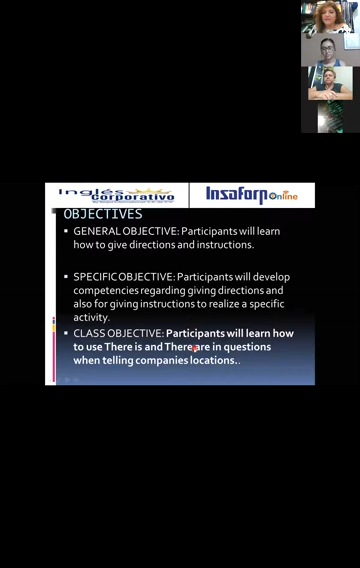 Inglés
Corporativo
Insaforp Online
OBJECTIVES
GENERAL OBJECTIVE: Participants will learn
how to give directions and instructions.
SPECIFIC OBJECTIVE: Participants will develop
competencies regarding giving directions and
also for giving instructions to realize a specific
activity.
CLASS OBJECTIVE: Participants will learn how
to use There is and There are in questions
when telling companies locations..